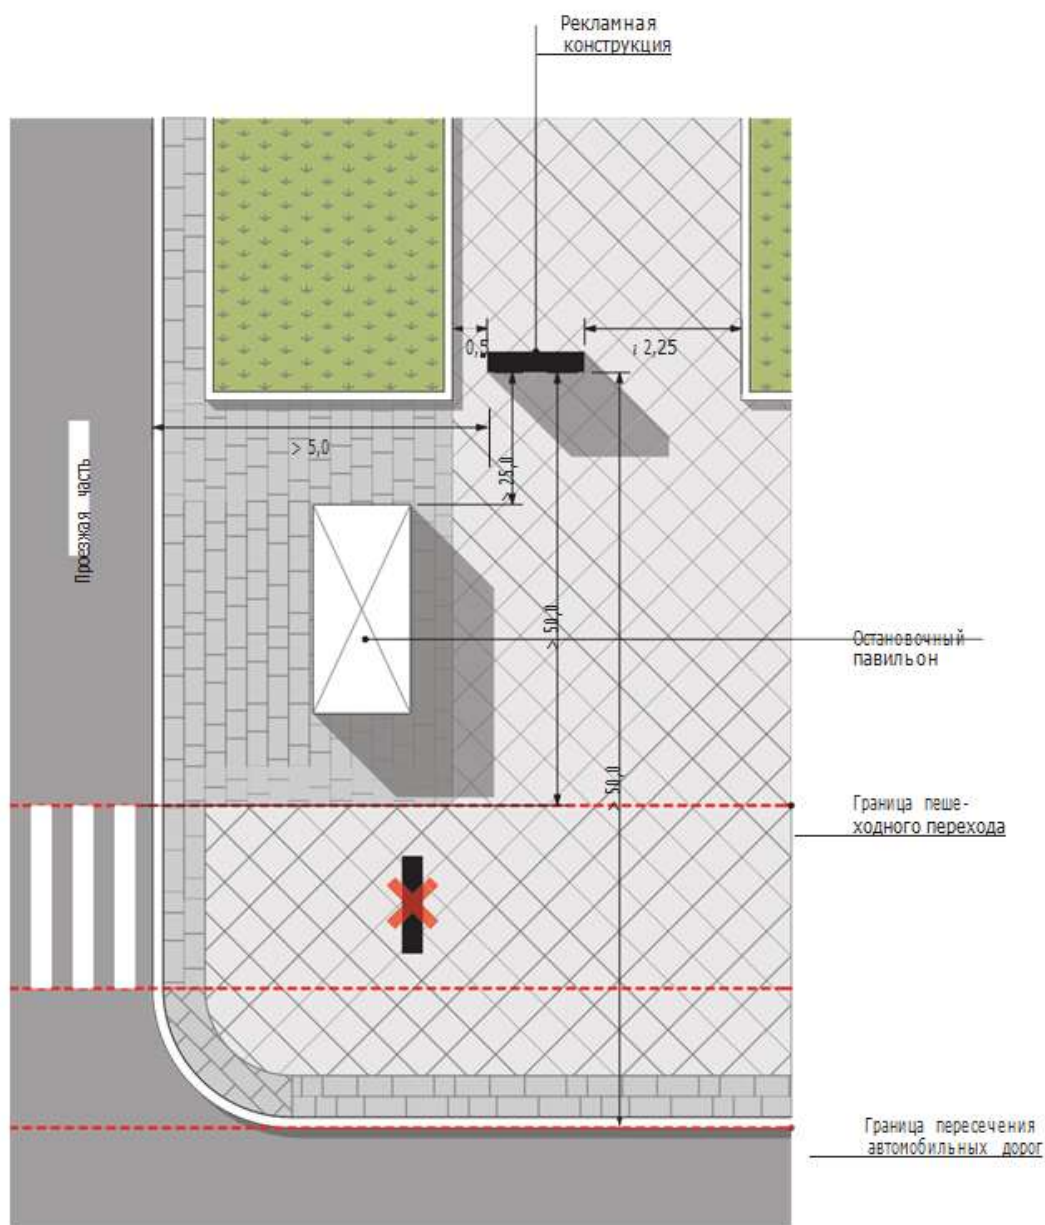 Рекламная
конструкция
0,5
≥ 2,25
> 5,0
> 25,0
Проезжая часть
> 50,0
Остановочный
павильон
> 50,0
Граница пеше-
ходного перехода
Граница пересечения
автомобильных дорог